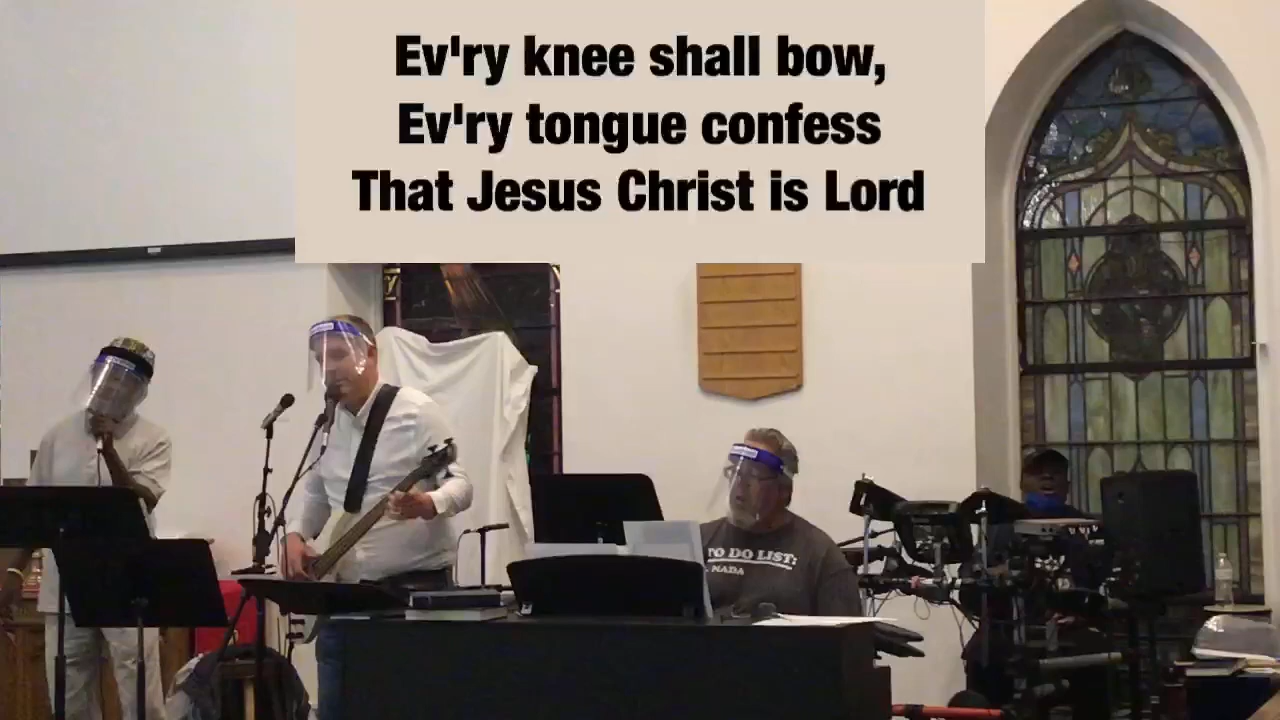 Ev'ry knee shall bow,
Ev'ry tongue confess
That Jesus Christ is Lord
TO DO LIST:
NADA